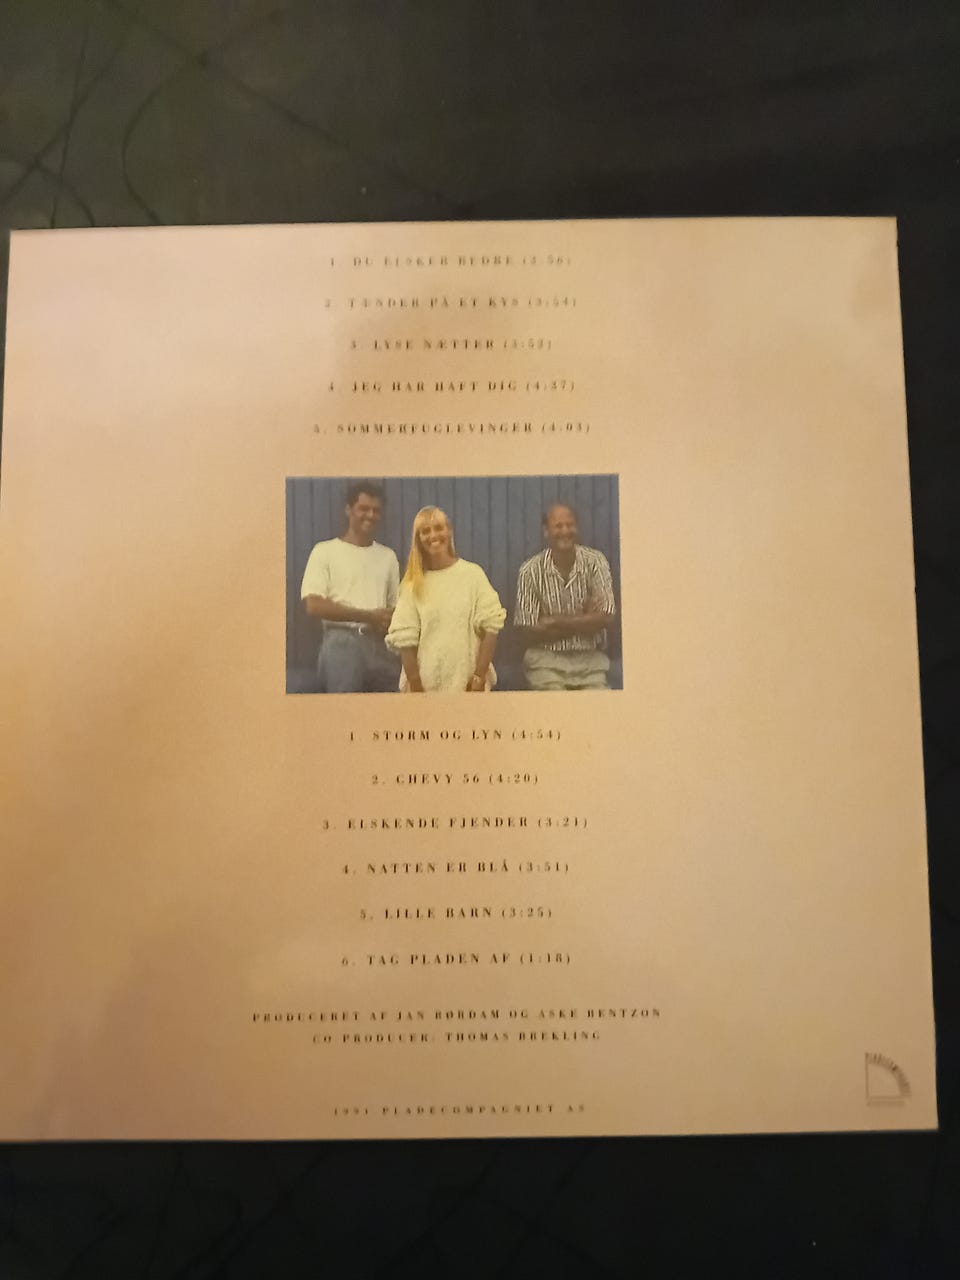 1. DU ELSKER BEDRE (3:56)
2. TÆNDER PÅ ET KYS (3:54)
3. LYSE NÆTTER (3:52)
4. JEG HAR HAFT DIG (4:37)
5. SOMMERFUGLEVINGER (4:03)
1. STORM OG LYN (4:54)
2. CHEVY 56 (4:20)
3. ELSKENDE FJENDER (3:21)
4. NATTEN ER BLÅ (3:51)
5. LILLE BARN (3:25)
6. TAG PLADEN AF (1:18)
PRODUCERET AF JAN RØRDAM OG ASKE BENTZON
CO PRODUCER: THOMAS BREKLING
1991 PLADECOMPAGNIET AS
PLADECOMPAGNIET